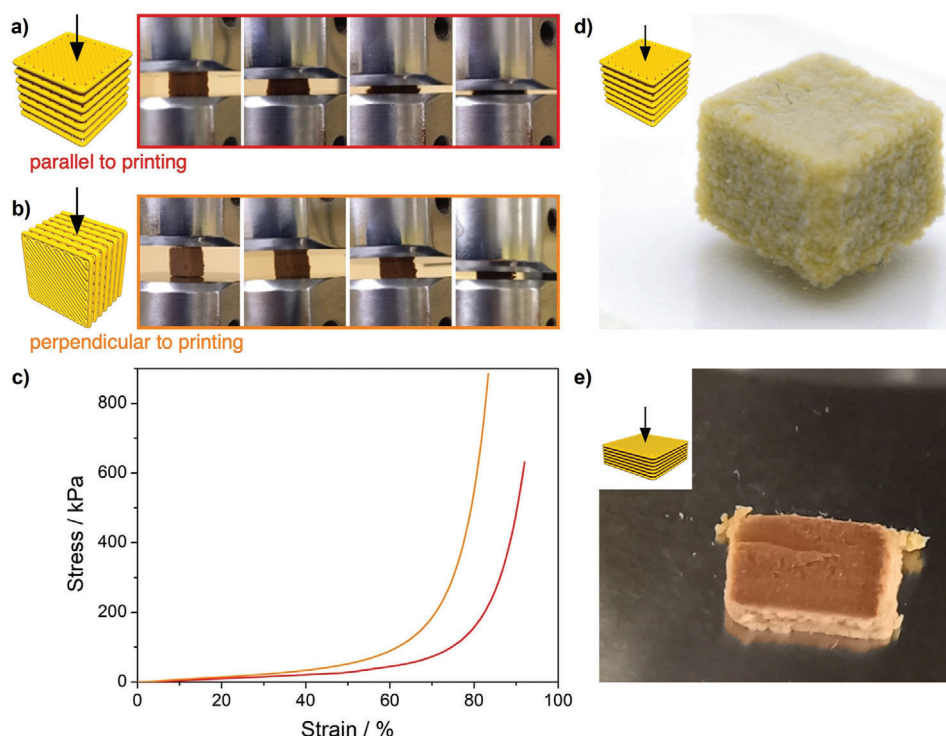 a)
parallel to printing
b)
perpendicular to printing
c)
800
600
400
200
0
Stress / kPa
0 20 40 60 80 100
Strain / %
d)
e)